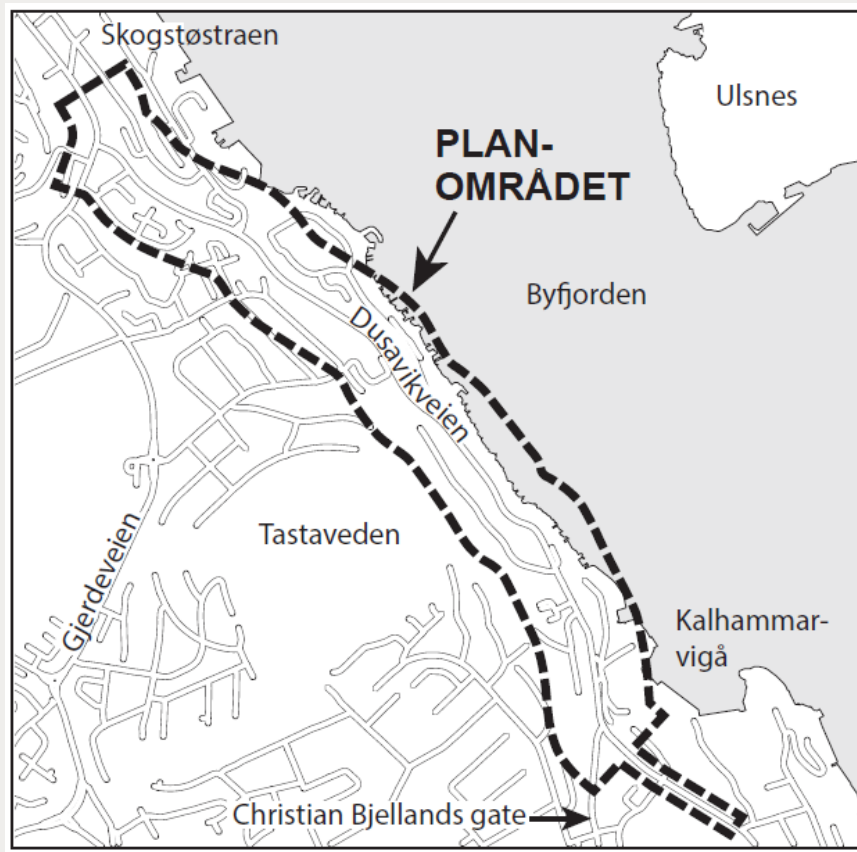 Skogstøstraen
Ulsnes
PLAN-
OMRÅDET
Byfjorden
Dusavikveien
Tastaveden
Gjerdeveien
Kalhammar-
vigå
Christian Bjellands gate